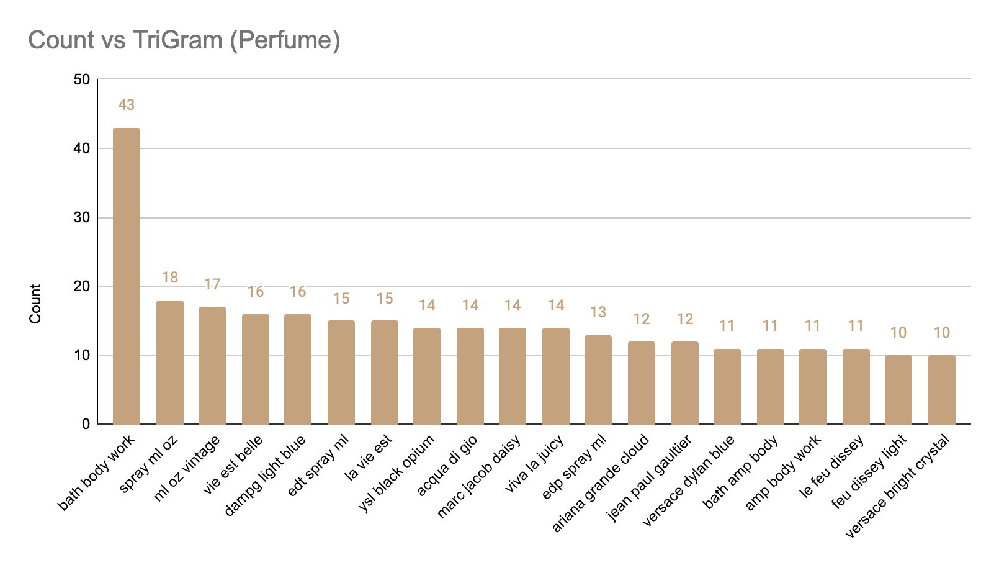 Count vs TriGram (Perfume)
50
40
30
20
10
0
Count
43
18
17
16
16
15
15
14
14
14
14
13
12
12
11
11
11
11
10
10
bath body work
spray ml oz
ml oz vintage
vie est belle
dampg light blue
edt spray ml
la vie est
ysl black opium
acqua di gio
marc jacob daisy
viva la juicy
edp spray ml
ariana grande cloud
jean paul gaultier
versace dylan blue
bath amp body
amp body work
le feu dissey
feu dissey light
versace bright crystal